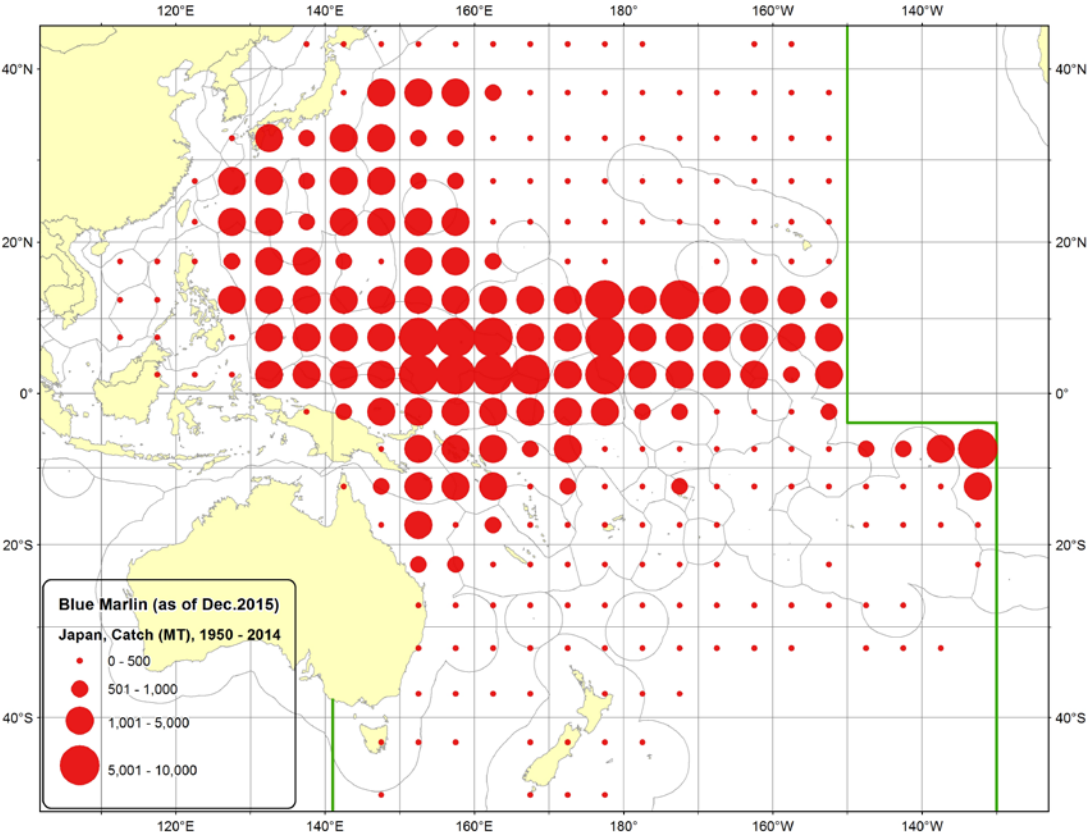 120°E 140°E 160°E 180° 160°W 140°W
40°N 40°N
20°N 20°N
0° 0°
20°S 20°S
40°S 40°S
Blue Marlin (as of Dec.2015)
Japan, Catch (MT), 1950 - 2014
0 - 500
501 - 1,000
1,001 - 5,000
5,001 - 10,000
120°E 140°E 160°E 180° 160°W 140°W